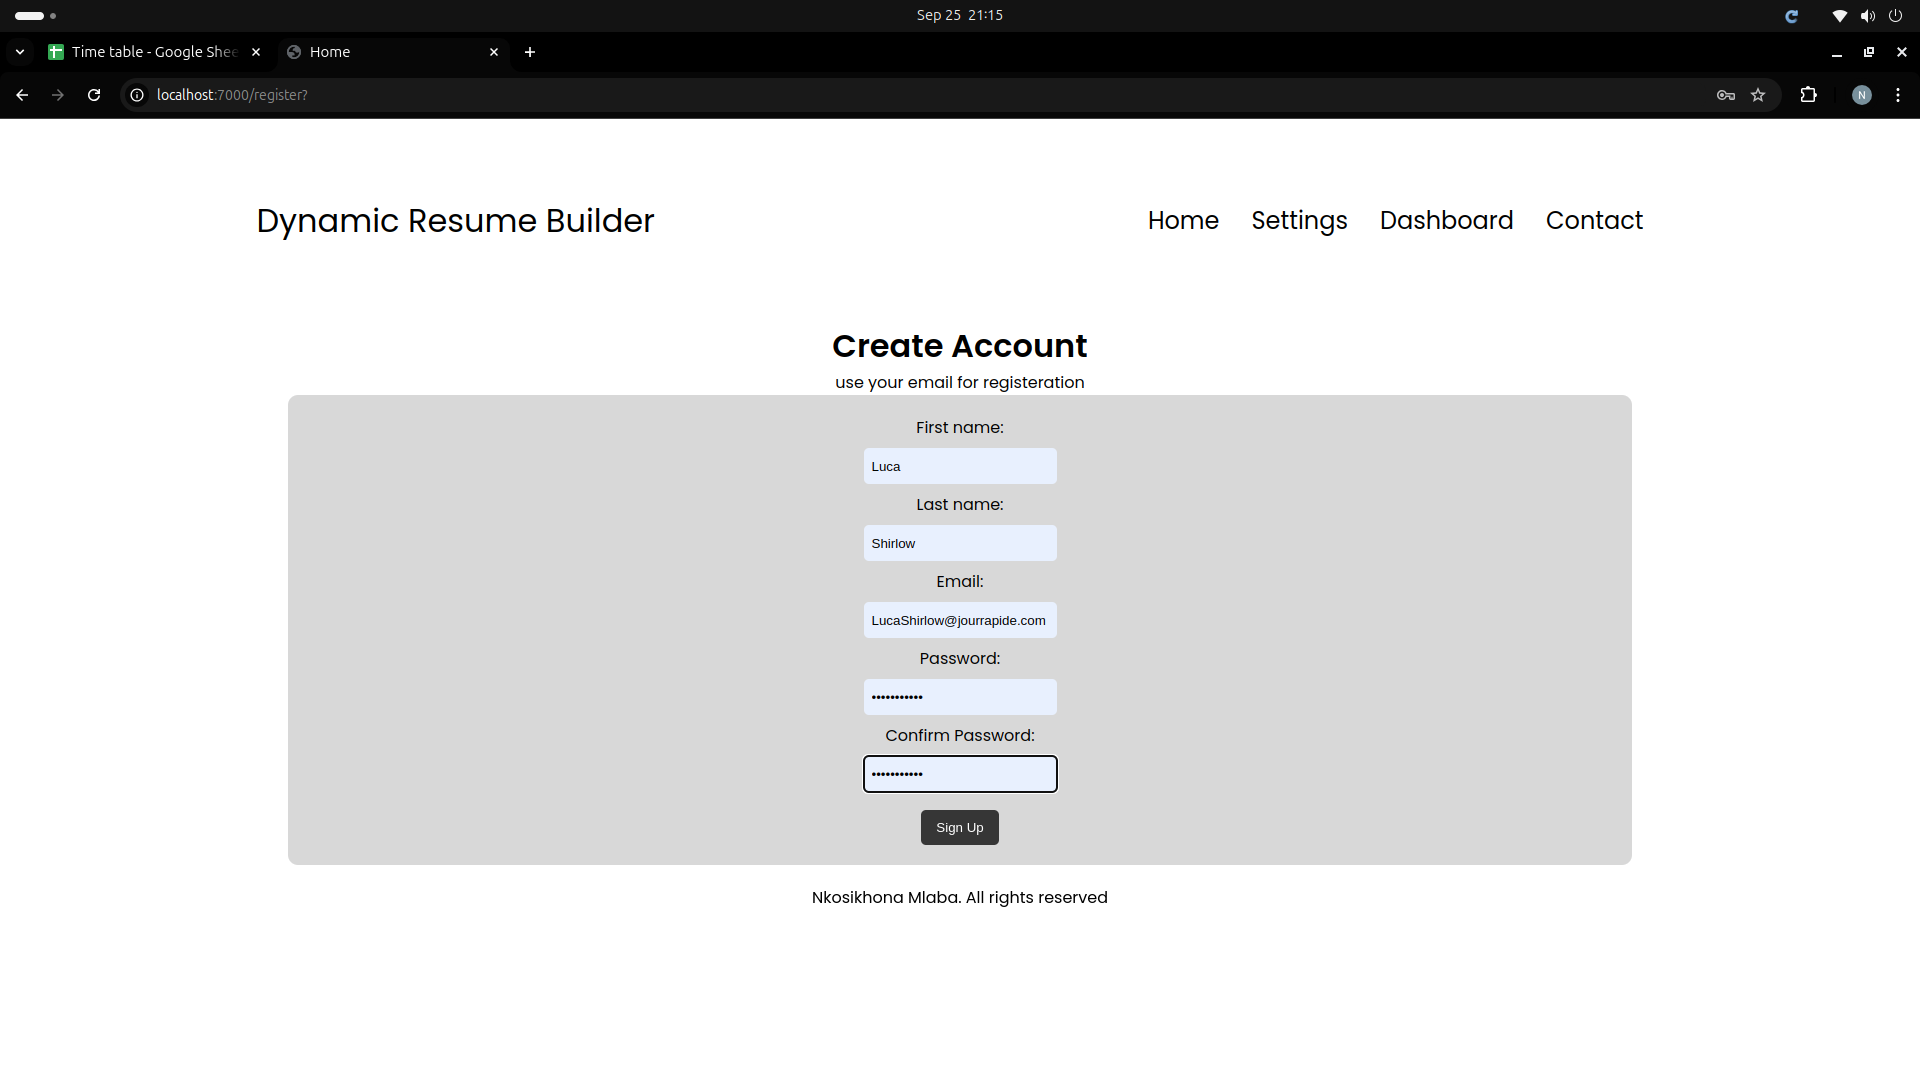 Sep 25 21:15
Time table - Google Shee
Home
localhost:7000/register?
N
Dynamic Resume Builder
Home Settings Dashboard Contact
Create Account
use your email for registeration
First name:
Luca
Last name:
Shirlow
Email:
LucaShirlow@jourrapide.com
Password:
•••••••••••
Confirm Password:
•••••••••••
Sign Up
Nkosikhona Mlaba. All rights reserved